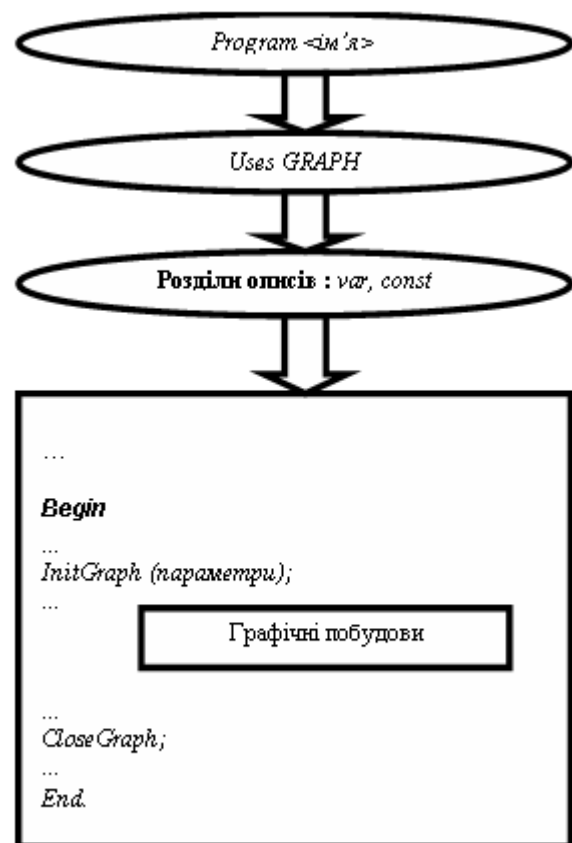 Program <ім’я>
Uses GRAPH
Розділи описів : var, const
...
Begin
...
InitGraph (параметри);
...
Графічні побудови
...
CloseGraph;
...
End.